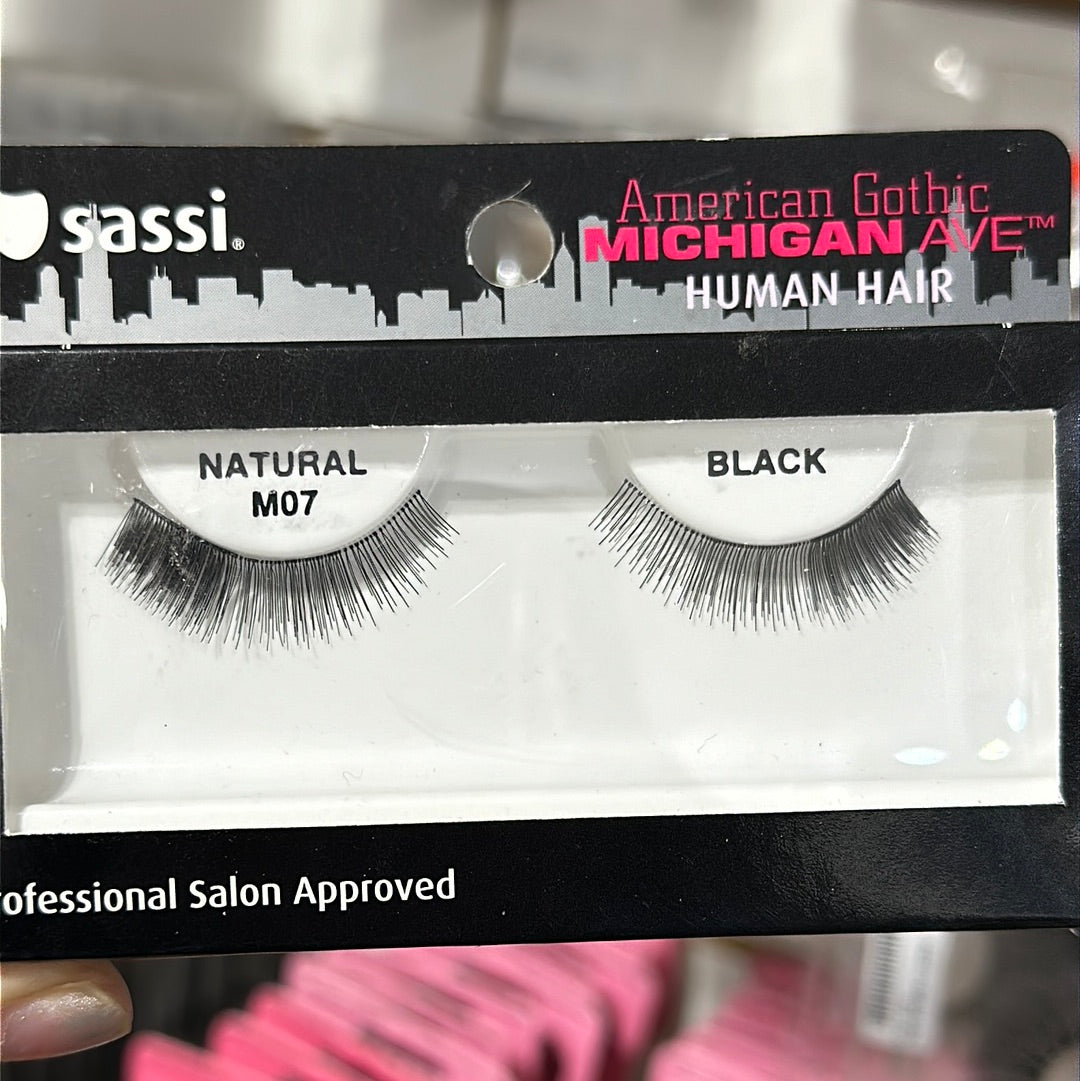 sassi®
American Gothic
MICHIGAN AVE™
HUMAN HAIR
NATURAL
M07
BLACK
rofessional Salon Approved